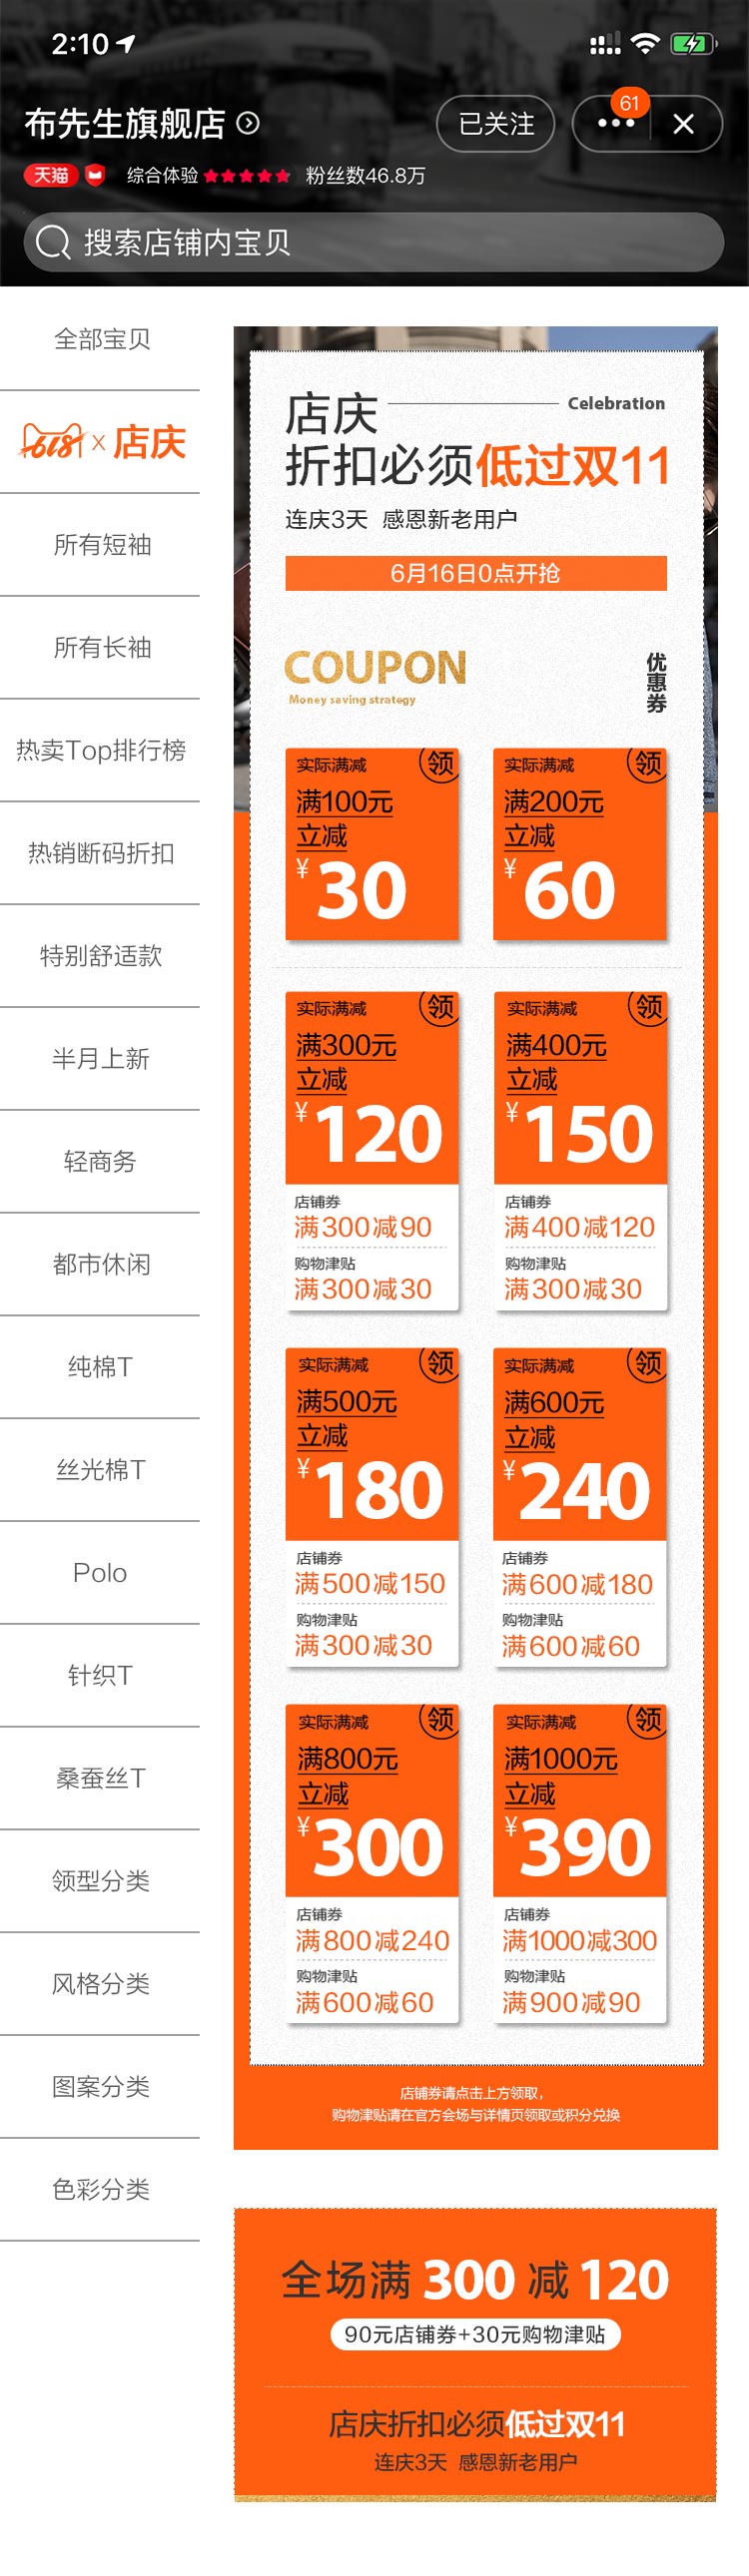 2:10
布先生旗舰店
已关注
61
天猫
综合体验
粉丝数46.8万
搜索店铺内宝贝
全部宝贝
618 x 店庆
所有短袖
所有长袖
热卖Top排行榜
热销断码折扣
特别舒适款
半月上新
轻商务
都市休闲
纯棉T
丝光棉T
Polo
针织T
桑蚕丝T
领型分类
风格分类
图案分类
色彩分类
店庆
Celebration
折扣必须低过双11
连庆3天 感恩新老用户
6月16日0点开抢
COUPON
Money saving strategy
优惠券
实际满减
领
满100元
立减
¥30
实际满减
领
满200元
立减
¥60
实际满减
领
满300元
立减
¥120
店铺券
满300减90
购物津贴
满300减30
实际满减
领
满400元
立减
¥150
店铺券
满400减120
购物津贴
满300减30
实际满减
领
满500元
立减
¥180
店铺券
满500减150
购物津贴
满300减30
实际满减
领
满600元
立减
¥240
店铺券
满600减180
购物津贴
满600减60
实际满减
领
满800元
立减
¥300
店铺券
满800减240
购物津贴
满600减60
实际满减
领
满1000元
立减
¥390
店铺券
满1000减300
购物津贴
满900减90
店铺券请点击上方领取,
购物津贴请在官方会场与详情页领取或积分兑换
全场满 300 减 120
90元店铺券+30元购物津贴
店庆折扣必须低过双11
连庆3天 感恩新老用户